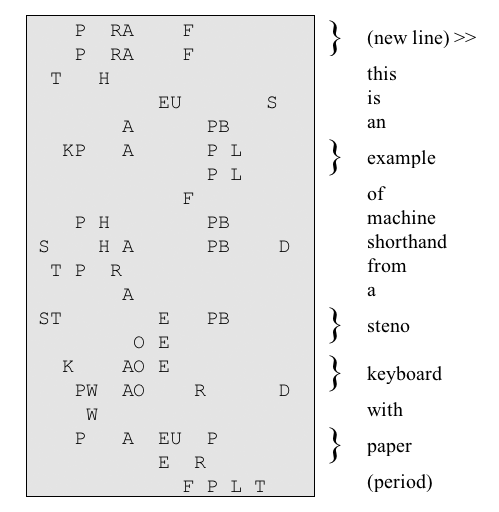 P RA F
P RA F } (new line) >>
T H this
EU S is
A PB an
KP A P L
P L } example
F of
P H PB machine
S H A PB D shorthand
T P R from
A a
ST E PB
O E } steno
K AO E
PW AO R D } keyboard
W with
P A EU P
E R } paper
F P L T (period)